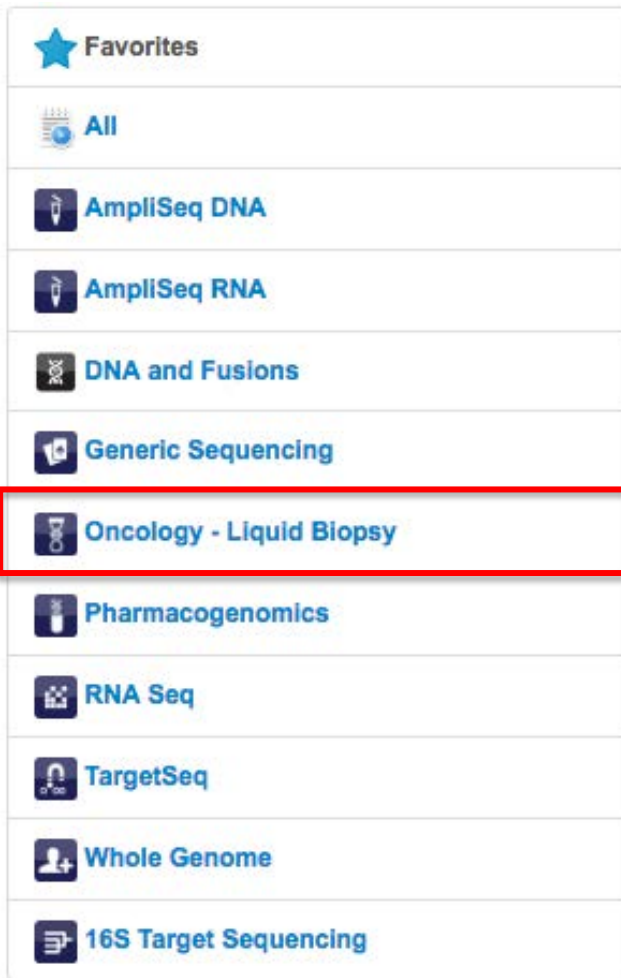 Favorites
All
AmpliSeq DNA
AmpliSeq RNA
DNA and Fusions
Generic Sequencing
Oncology - Liquid Biopsy
Pharmacogenomics
RNA Seq
TargetSeq
Whole Genome
16S Target Sequencing